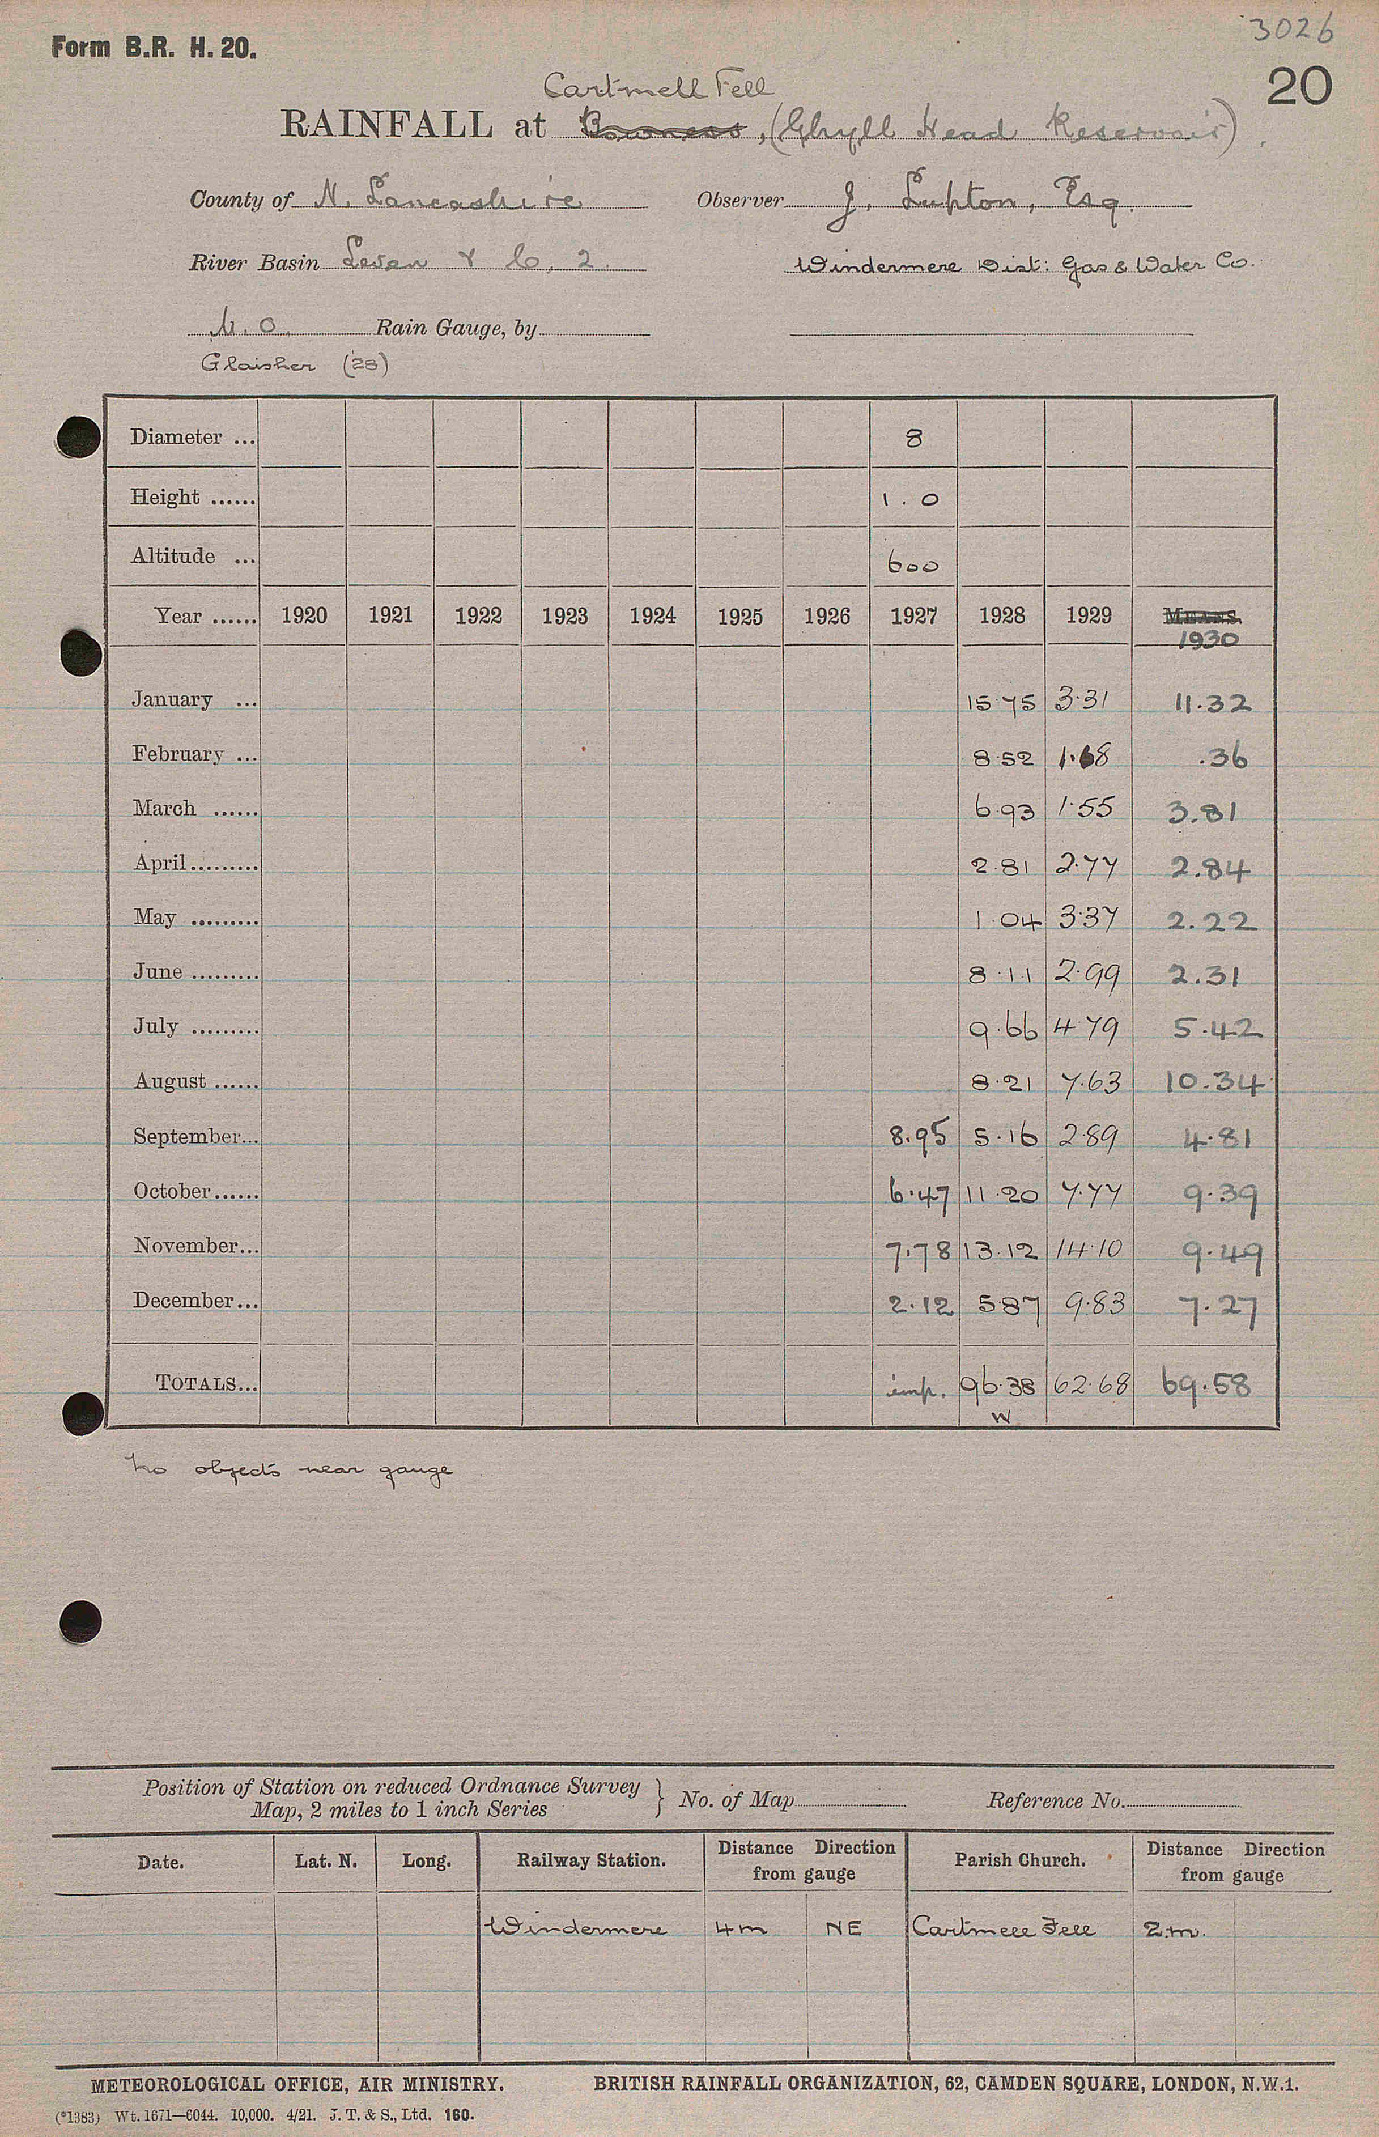 3026
Form B.R. H. 20.
20
Cartmell Fell
RAINFALL at Bowness, (Ghyll Head Reservoir)
County of N. Lancashire Observer J. Lupton, Esq.
River Basin Leven & C. 2. Windermere Dist: Gas & Water Co.
M.O. Rain Gauge, by
Glaisher ('28)
Diameter ... 8
Height ...... 1.0
Altitude ... 600
Year ...... 1920 1921 1922 1923 1924 1925 1926 1927 1928 1929 MEANS.
1930
January ... 15.75 3.31 11.32
February ... 8.52 1.68 .36
March ...... 6.93 1.55 3.81
April ......... 2.81 2.77 2.84
May ......... 1.04 3.37 2.22
June ......... 8.11 2.99 2.31
July ......... 9.66 4.79 5.42
August ...... 8.21 7.63 10.34
September... 8.95 5.16 2.89 4.81
October...... 6.47 11.20 7.77 9.39
November... 7.78 13.12 14.10 9.49
December... 2.12 5.87 9.83 7.27
TOTALS... imp. 96.38 62.68 69.58
W
No objects near gauge
Position of Station on reduced Ordnance Survey
Map, 2 miles to 1 inch Series } No. of Map Reference No.
Date. Lat. N. Long. Railway Station. Distance Direction from gauge Parish Church. Distance Direction from gauge
Windermere 4m NE Cartmell Fell 2m.
METEOROLOGICAL OFFICE, AIR MINISTRY. BRITISH RAINFALL ORGANIZATION, 62, CAMDEN SQUARE, LONDON, N.W.1.
(*1383) Wt. 1671—6044. 10,000. 4/21. J. T. & S., Ltd. 160.